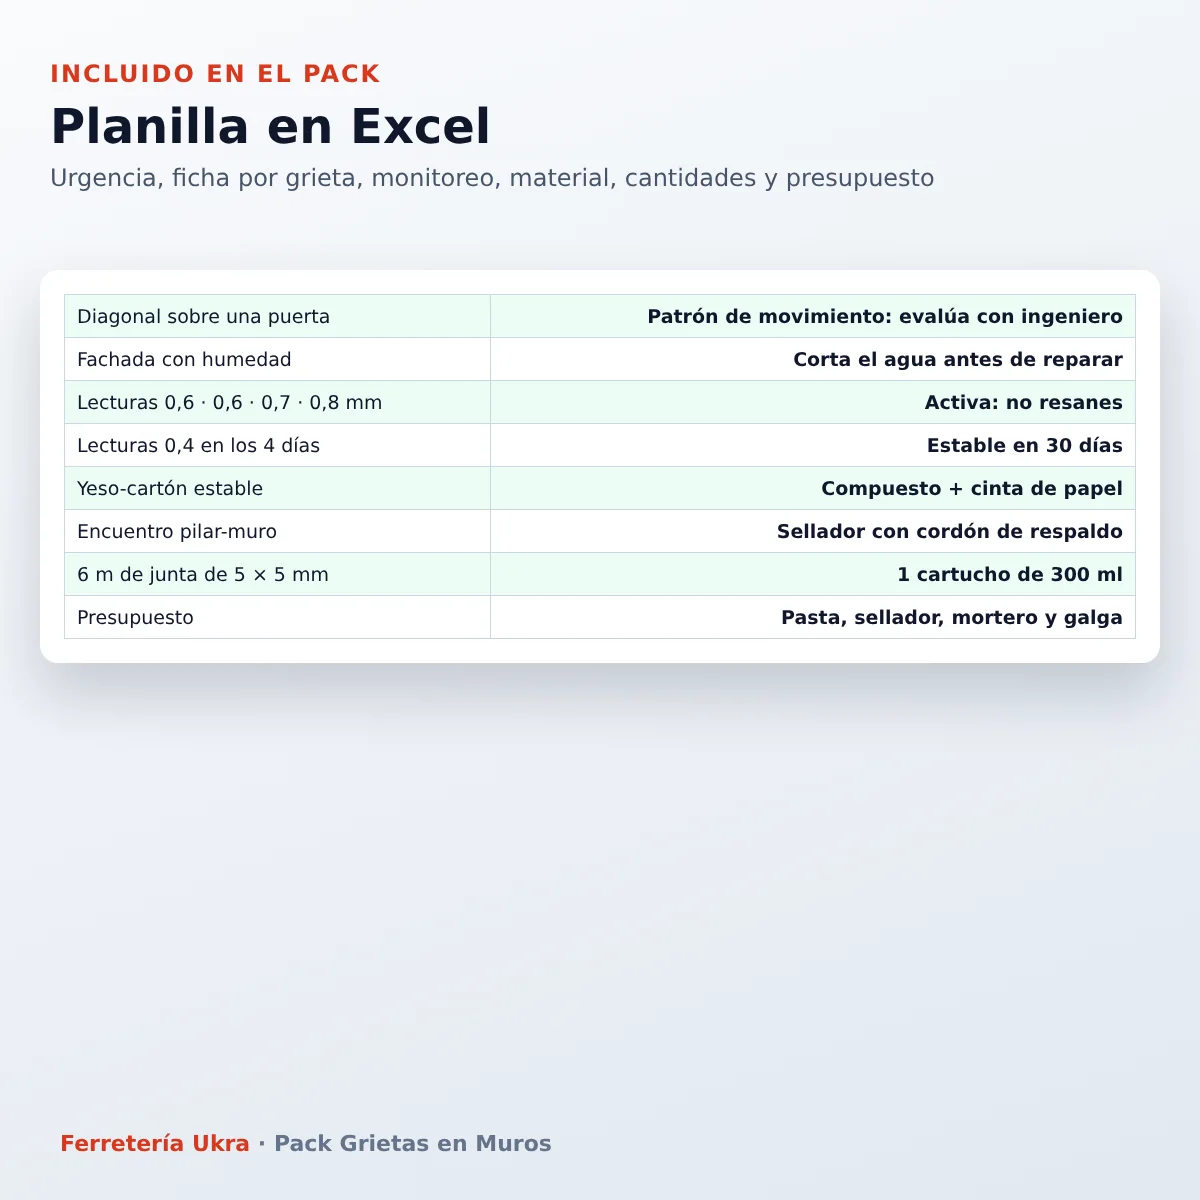 INCLUIDO EN EL PACK
Planilla en Excel
Urgencia, ficha por grieta, monitoreo, material, cantidades y presupuesto
Diagonal sobre una puerta Patrón de movimiento: evalúa con ingeniero
Fachada con humedad Corta el agua antes de reparar
Lecturas 0,6 · 0,6 · 0,7 · 0,8 mm Activa: no resanes
Lecturas 0,4 en los 4 días Estable en 30 días
Yeso-cartón estable Compuesto + cinta de papel
Encuentro pilar-muro Sellador con cordón de respaldo
6 m de junta de 5 × 5 mm 1 cartucho de 300 ml
Presupuesto Pasta, sellador, mortero y galga
Ferretería Ukra · Pack Grietas en Muros